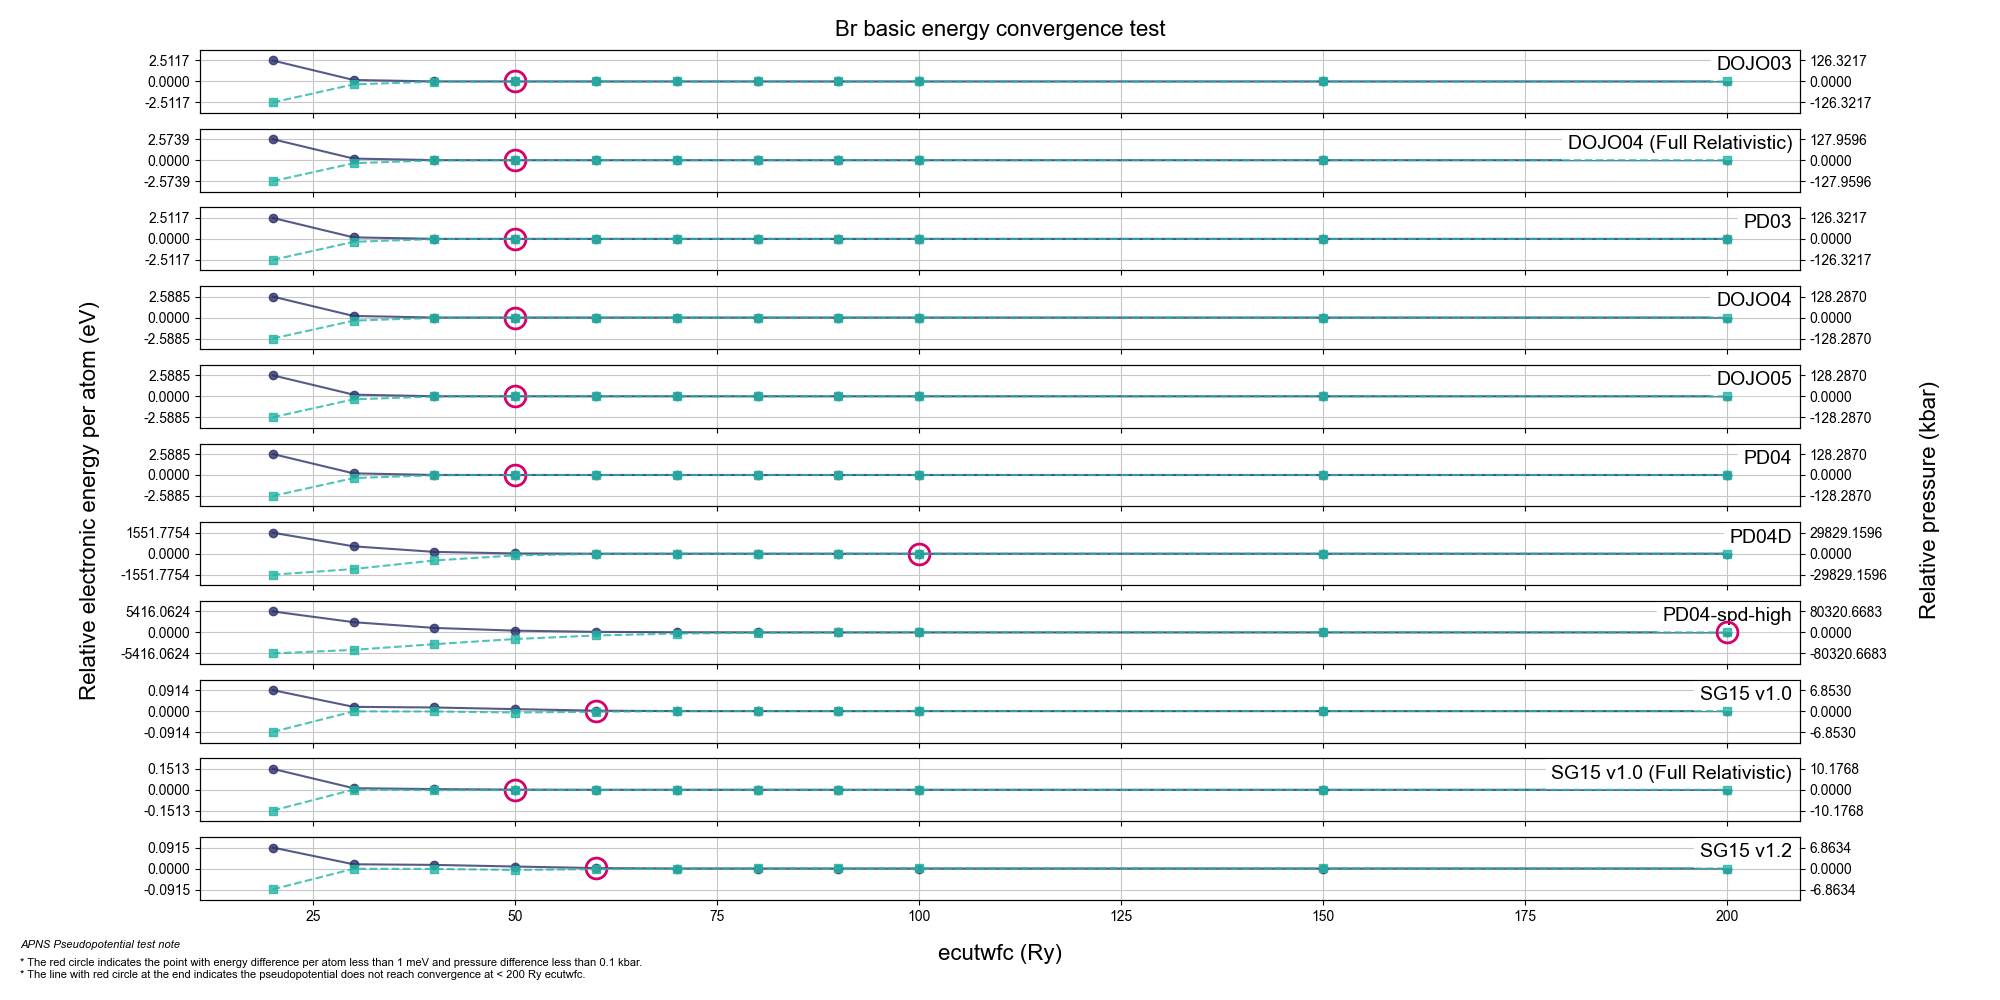 Br basic energy convergence test
2.5117 DOJO03 126.3217
0.0000 0.0000
-2.5117 -126.3217
2.5739 DOJO04 (Full Relativistic) 127.9596
0.0000 0.0000
-2.5739 -127.9596
2.5117 PD03 126.3217
0.0000 0.0000
-2.5117 -126.3217
2.5885 DOJO04 128.2870
0.0000 0.0000
-2.5885 -128.2870
2.5885 DOJO05 128.2870
0.0000 0.0000
-2.5885 -128.2870
2.5885 PD04 128.2870
0.0000 0.0000
-2.5885 -128.2870
1551.7754 PD04D 29829.1596
0.0000 0.0000
-1551.7754 -29829.1596
5416.0624 PD04-spd-high 80320.6683
0.0000 0.0000
-5416.0624 -80320.6683
0.0914 SG15 v1.0 6.8530
0.0000 0.0000
-0.0914 -6.8530
0.1513 SG15 v1.0 (Full Relativistic) 10.1768
0.0000 0.0000
-0.1513 -10.1768
0.0915 SG15 v1.2 6.8634
0.0000 0.0000
-0.0915 -6.8634
Relative electronic energy per atom (eV)
Relative pressure (kbar)
25 50 75 100 125 150 175 200
ecutwfc (Ry)
APNS Pseudopotential test note
* The red circle indicates the point with energy difference per atom less than 1 meV and pressure difference less than 0.1 kbar.
* The line with red circle at the end indicates the pseudopotential does not reach convergence at < 200 Ry ecutwfc.